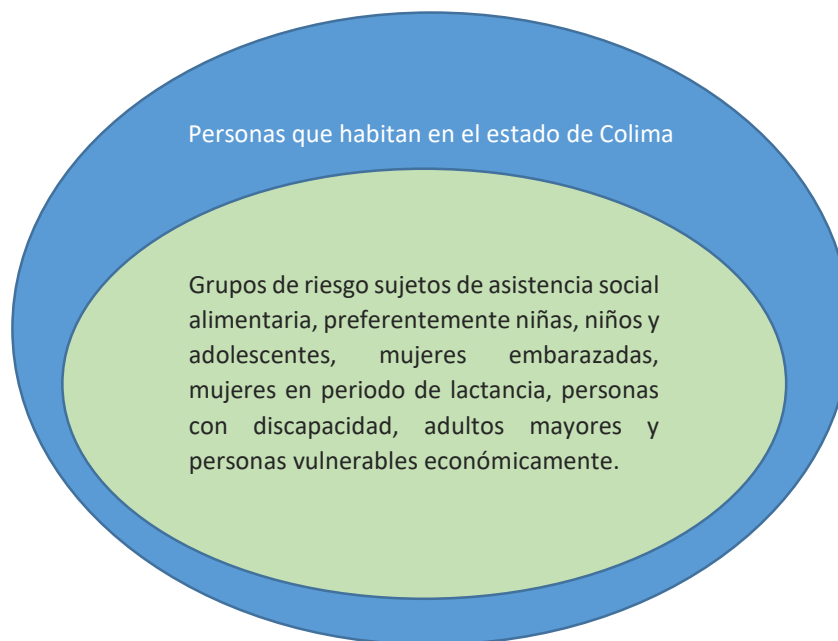 Personas que habitan en el estado de Colima
Grupos de riesgo sujetos de asistencia social
alimentaria, preferentemente niñas, niños y
adolescentes, mujeres embarazadas,
mujeres en periodo de lactancia, personas
con discapacidad, adultos mayores y
personas vulnerables económicamente.